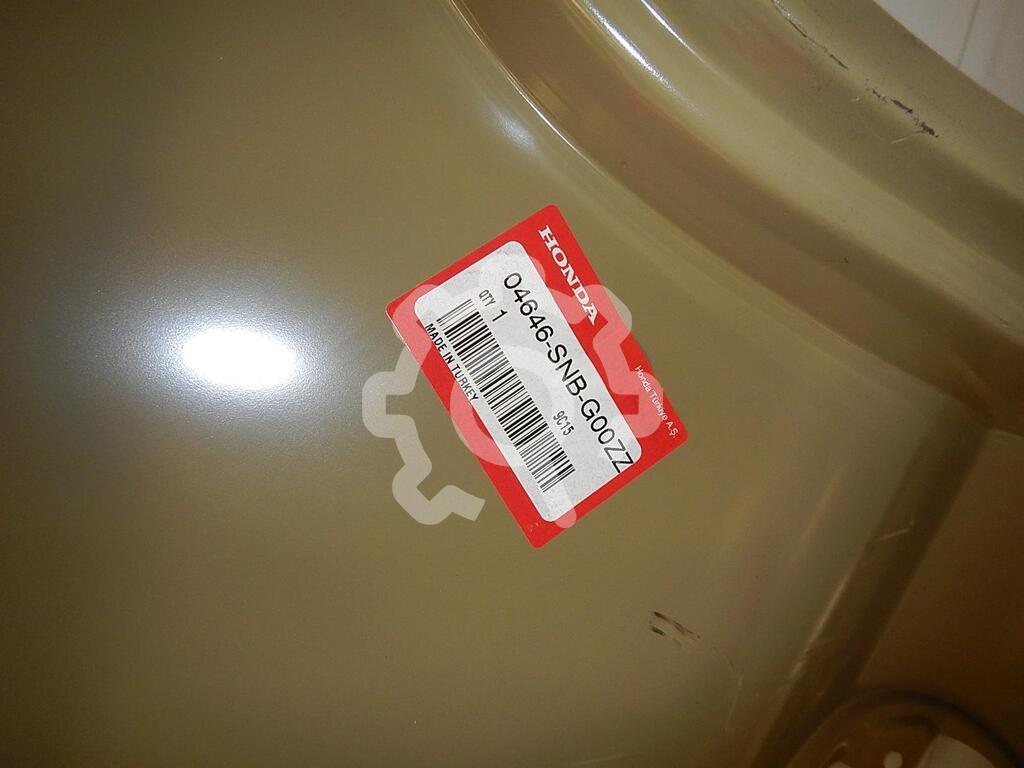 HONDA
04646-SNB-G00ZZ
QTY 1
9C15
MADE IN TURKEY
Honda Türkiye A.Ş.